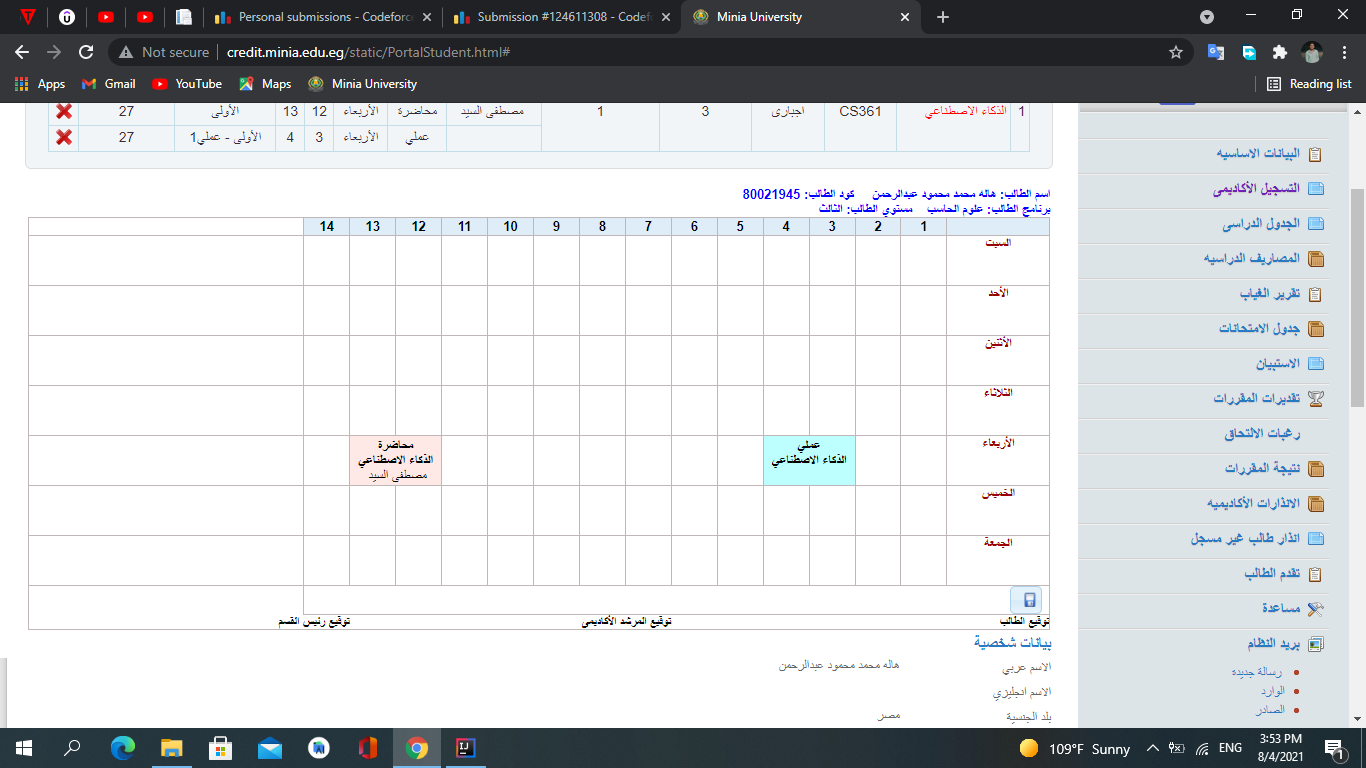 Personal submissions - Codeforc
Submission #124611308 - Codef
Minia University
Not secure
credit.minia.edu.eg/static/PortalStudent.html#
Apps
Gmail
YouTube
Maps
Minia University
Reading list
1 الذكاء الاصطناعي CS361 اجبارى 3 1 مصطفى السيد محاضرة الأربعاء 12 13 الأولى 27
عملي الأربعاء 3 4 الأولى - عملي1 27
اسم الطالب: هاله محمد محمود عبدالرحمن كود الطالب: 80021945
برنامج الطالب: علوم الحاسب مستوي الطالب: الثالث
1 2 3 4 5 6 7 8 9 10 11 12 13 14
السبت
الأحد
الأثنين
الثلاثاء
الأربعاء
عملي
الذكاء الاصطناعي
محاضرة
الذكاء الاصطناعي
مصطفى السيد
الخميس
الجمعة
توقيع الطالب توقيع المرشد الأكاديمى توقيع رئيس القسم
بيانات شخصية
الاسم عربي هاله محمد محمود عبدالرحمن
الاسم انجليزي
بلد الجنسية مصر
البيانات الاساسيه
التسجيل الأكاديمى
الجدول الدراسى
المصاريف الدراسيه
تقرير الغياب
جدول الامتحانات
الاستبيان
تقديرات المقررات
رغبات الالتحاق
نتيجة المقررات
الانذارات الأكاديميه
انذار طالب غير مسجل
تقدم الطالب
مساعدة
بريد النظام
رسالة جديدة
الوارد
الصادر
109°F Sunny
ENG
3:53 PM
8/4/2021
1